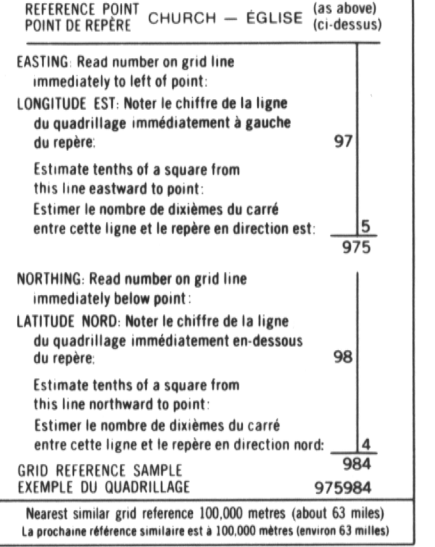 REFERENCE POINT CHURCH — ÉGLISE (as above)
POINT DE REPÈRE (ci-dessus)
EASTING: Read number on grid line
immediately to left of point:
LONGITUDE EST: Noter le chiffre de la ligne
du quadrillage immédiatement à gauche
du repère: 97
Estimate tenths of a square from
this line eastward to point:
Estimer le nombre de dixièmes du carré
entre cette ligne et le repère en direction est: 5
975
NORTHING: Read number on grid line
immediately below point:
LATITUDE NORD: Noter le chiffre de la ligne
du quadrillage immédiatement en-dessous
du repère: 98
Estimate tenths of a square from
this line northward to point:
Estimer le nombre de dixièmes du carré
entre cette ligne et le repère en direction nord: 4
GRID REFERENCE SAMPLE 984
EXEMPLE DU QUADRILLAGE 975984
Nearest similar grid reference 100,000 metres (about 63 miles)
La prochaine référence similaire est à 100,000 mètres (environ 63 milles)